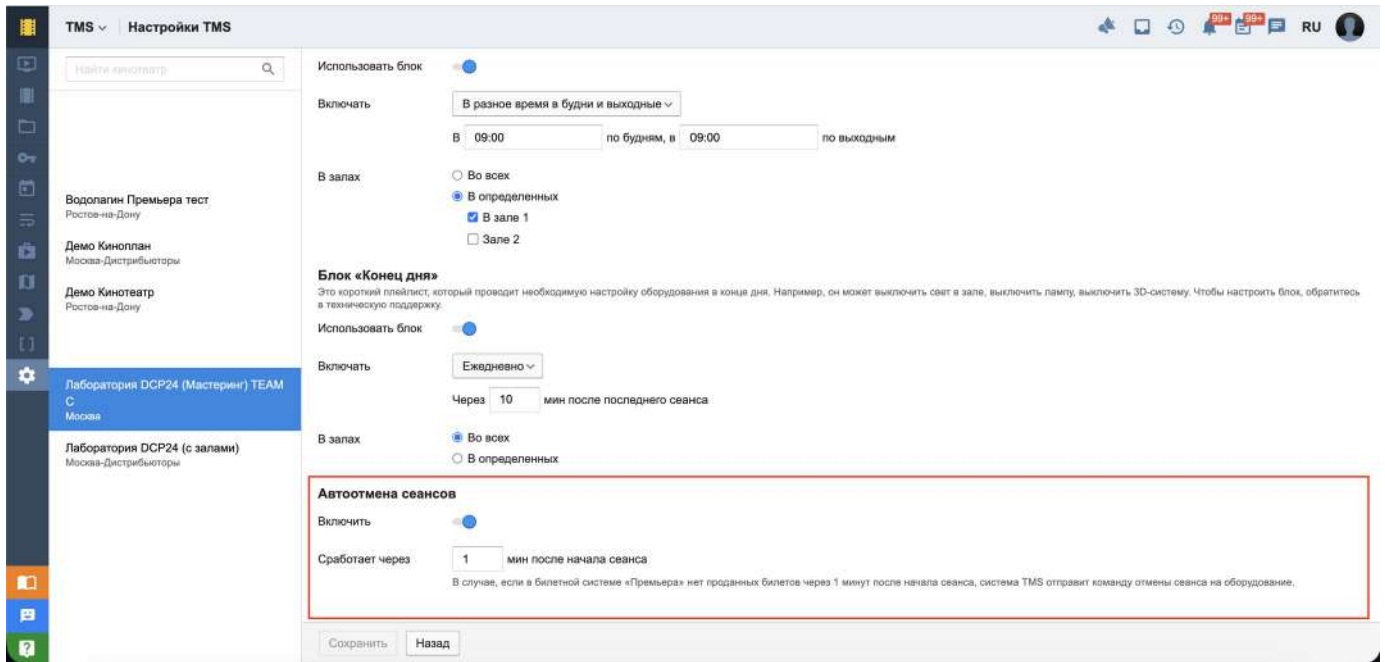 TMS
Настройки TMS
99+
99+
RU
Найти кинотеатр
Водолагин Премьера тест
Ростов-на-Дону
Демо Киноплан
Москва-Дистрибьюторы
Демо Кинотеатр
Ростов-на-Дону
Лаборатория DCP24 (Мастеринг) TEAM
C
Москва
Лаборатория DCP24 (с залами)
Москва-Дистрибьюторы
Использовать блок
Включать
В разное время в будни и выходные
В 09:00 по будням, в 09:00 по выходным
В залах
Во всех
В определенных
В зале 1
Зале 2
Блок «Конец дня»
Это короткий плейлист, который проводит необходимую настройку оборудования в конце дня. Например, он может выключить свет в зале, выключить лампу, выключить 3D-систему. Чтобы настроить блок, обратитесь
в техническую поддержку.
Использовать блок
Включать
Ежедневно
Через 10 мин после последнего сеанса
В залах
Во всех
В определенных
Автоотмена сеансов
Включить
Сработает через 1 мин после начала сеанса
В случае, если в билетной системе «Премьера» нет проданных билетов через 1 минут после начала сеанса, система TMS отправит команду отмены сеанса на оборудование.
Сохранить
Назад